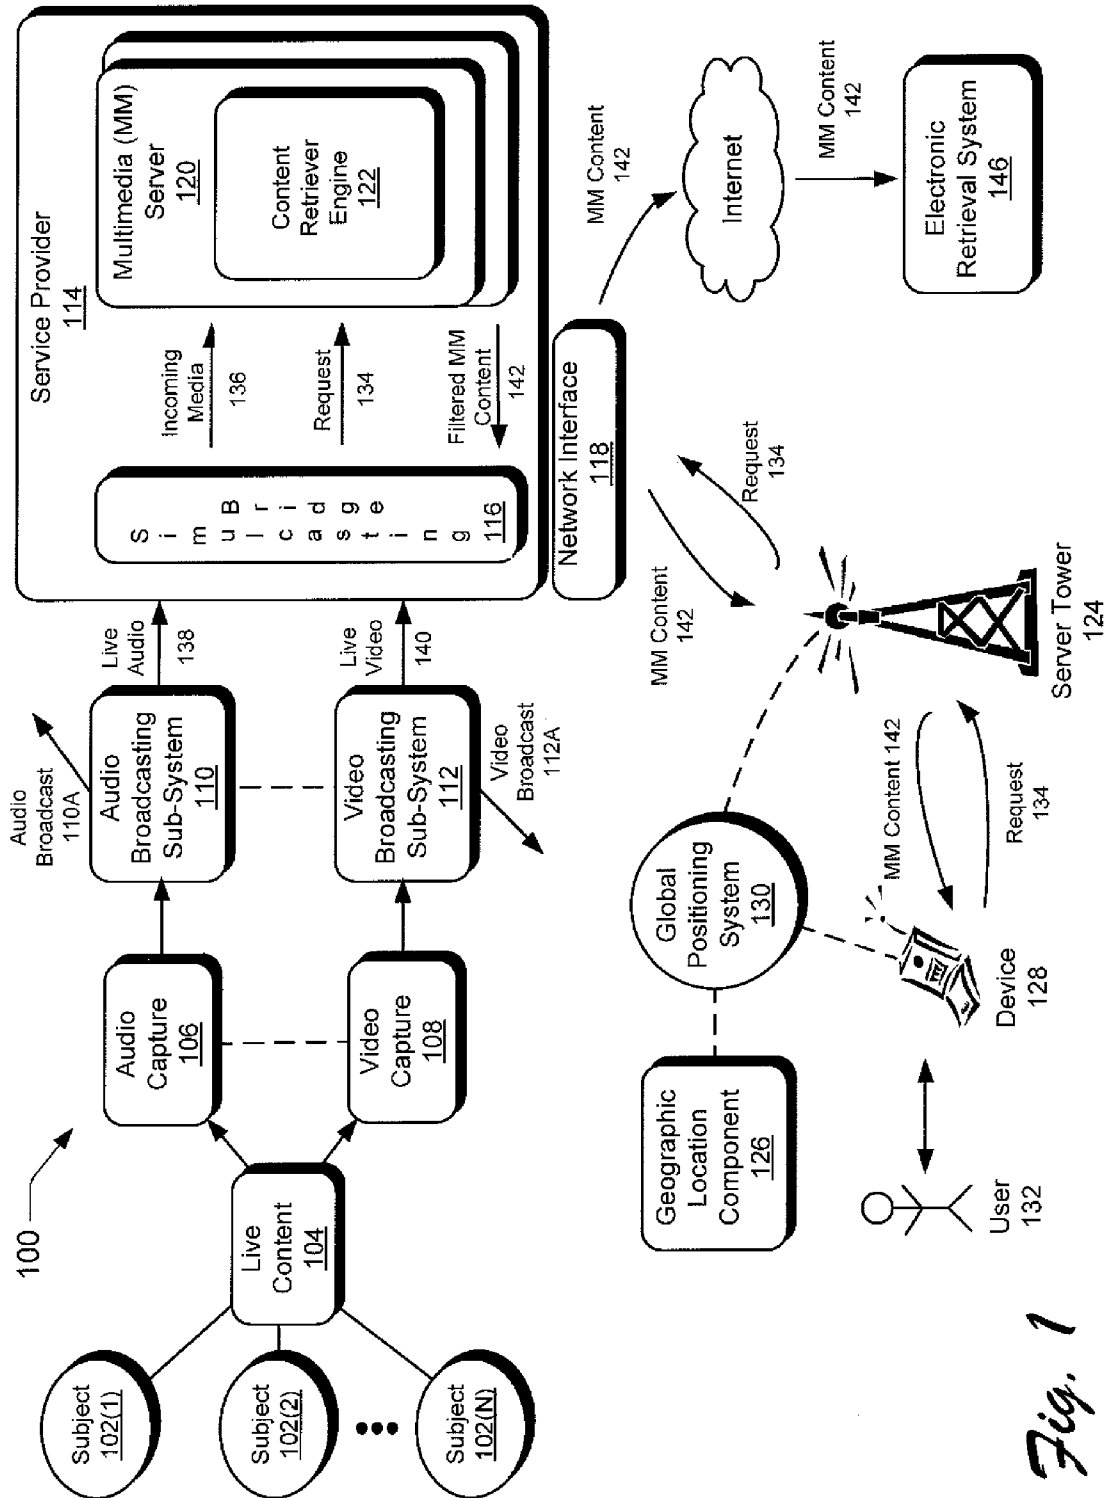 100
Subject
102(1)
Subject
102(2)
Subject
102(N)
Live
Content
104
Audio
Capture
106
Video
Capture
108
Audio
Broadcast
110A
Audio
Broadcasting
Sub-System
110
Video
Broadcasting
Sub-System
112
Video
Broadcast
112A
Live
Audio
138
Live
Video
140
Service Provider
114
Simulcasting
Bridge
116
Incoming
Media
136
Request
134
Filtered MM
Content
142
Multimedia (MM)
Server
120
Content
Retriever
Engine
122
Network Interface
118
MM Content
142
Internet
MM Content
142
Electronic
Retrieval System
146
Request
134
MM Content
142
Server Tower
124
Geographic
Location
Component
126
Global
Positioning
System
130
MM Content 142
Request
134
Device
128
User
132
Fig. 1